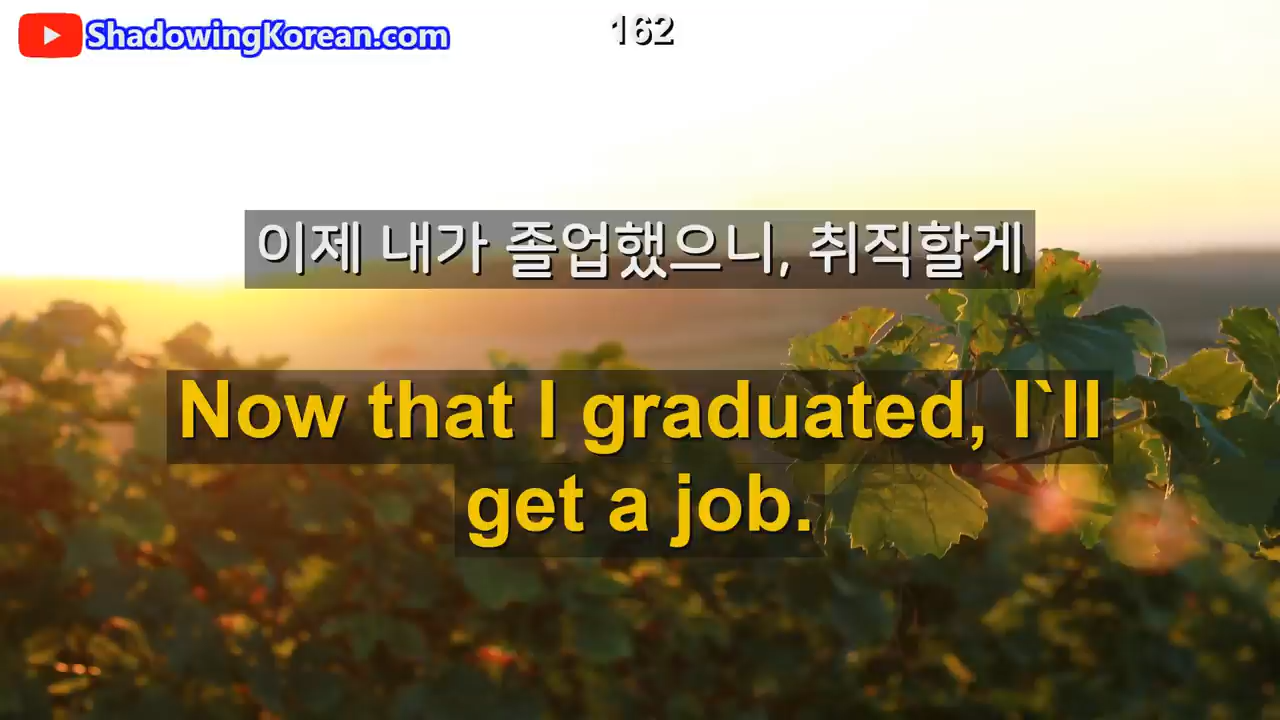 ShadowingKorean.com
162
이제 내가 졸업했으니, 취직할게
Now that I graduated, I`ll
get a job.